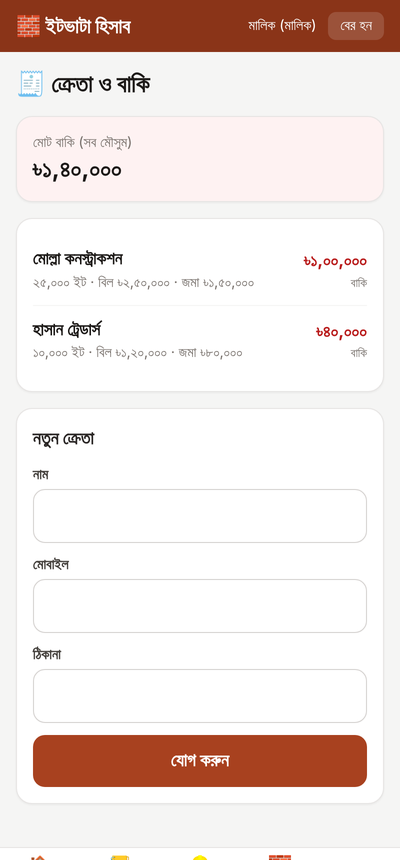 ইটভাটা হিসাব
মালিক (মালিক)
বের হন
ক্রেতা ও বাকি
মোট বাকি (সব মৌসুম)
৳১,৪০,০০০
মোল্লা কনস্ট্রাকশন
৳১,০০,০০০
২৫,০০০ ইট · বিল ৳২,৫০,০০০ · জমা ৳১,৫০,০০০
বাকি
হাসান ট্রেডার্স
৳৪০,০০০
১০,০০০ ইট · বিল ৳১,২০,০০০ · জমা ৳৮০,০০০
বাকি
নতুন ক্রেতা
নাম
মোবাইল
ঠিকানা
যোগ করুন